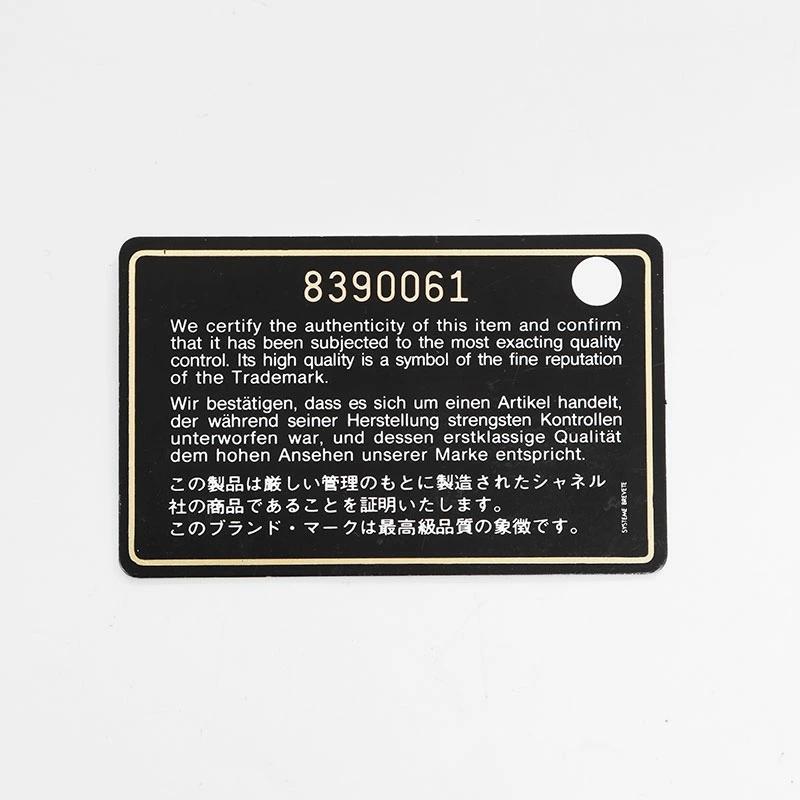 8390061
We certify the authenticity of this item and confirm
that it has been subjected to the most exacting quality
control. Its high quality is a symbol of the fine reputation
of the Trademark.
Wir bestätigen, dass es sich um einen Artikel handelt,
der während seiner Herstellung strengsten Kontrollen
unterworfen war, und dessen erstklassige Qualität
dem hohen Ansehen unserer Marke entspricht.
この製品は厳しい管理のもとに製造されたシャネル
社の商品であることを証明いたします。
このブランド・マークは最高級品質の象徴です。
SYSTEME BREVETE